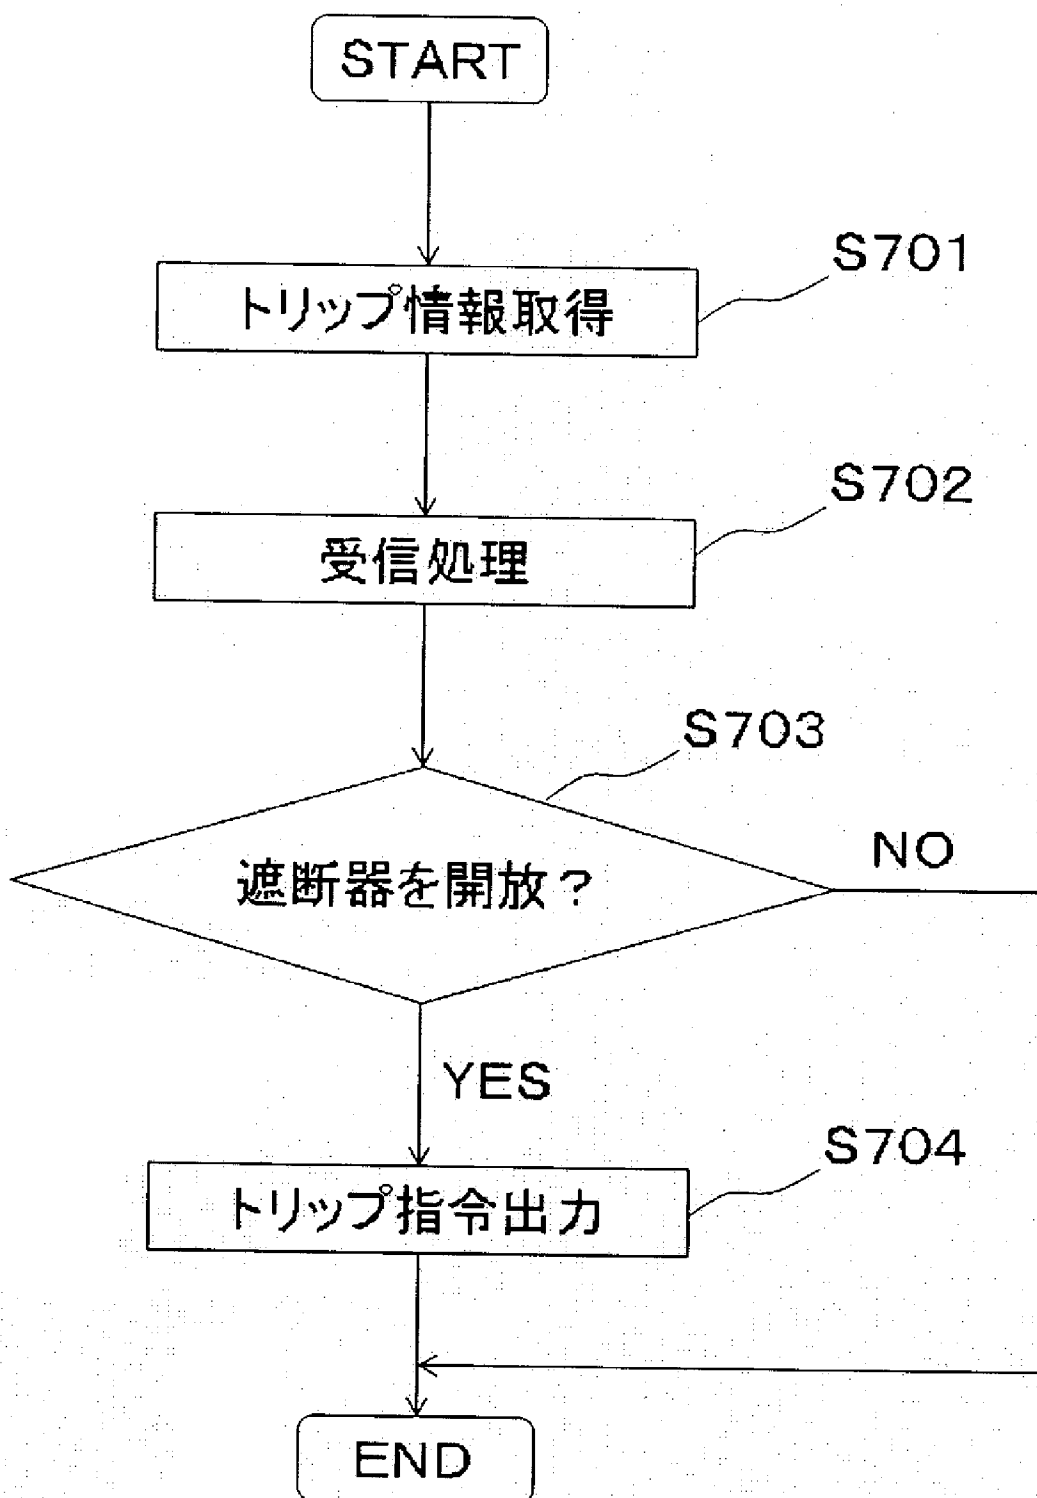 START
S701
トリップ情報取得
S702
受信処理
S703
遮断器を開放？
NO
YES
S704
トリップ指令出力
END